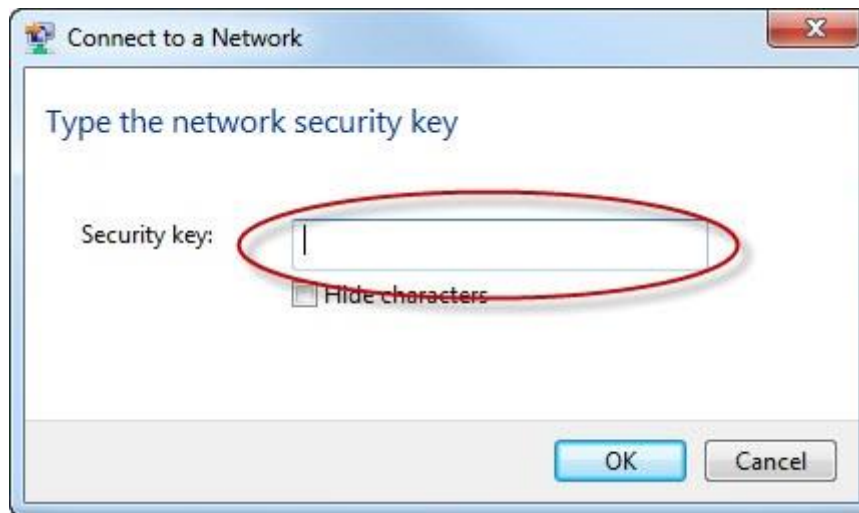 Connect to a Network
Type the network security key
Security key:
Hide characters
OK Cancel